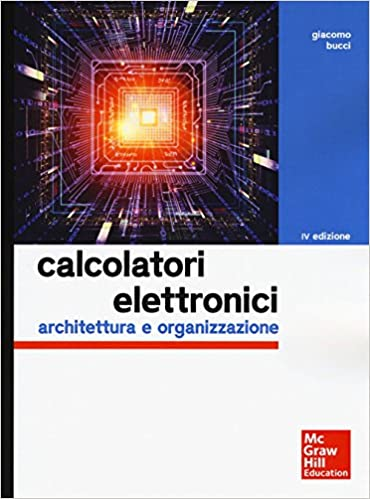 giacomo
bucci
IV edizione
calcolatori
elettronici
architettura e organizzazione
Mc
Graw
Hill
Education